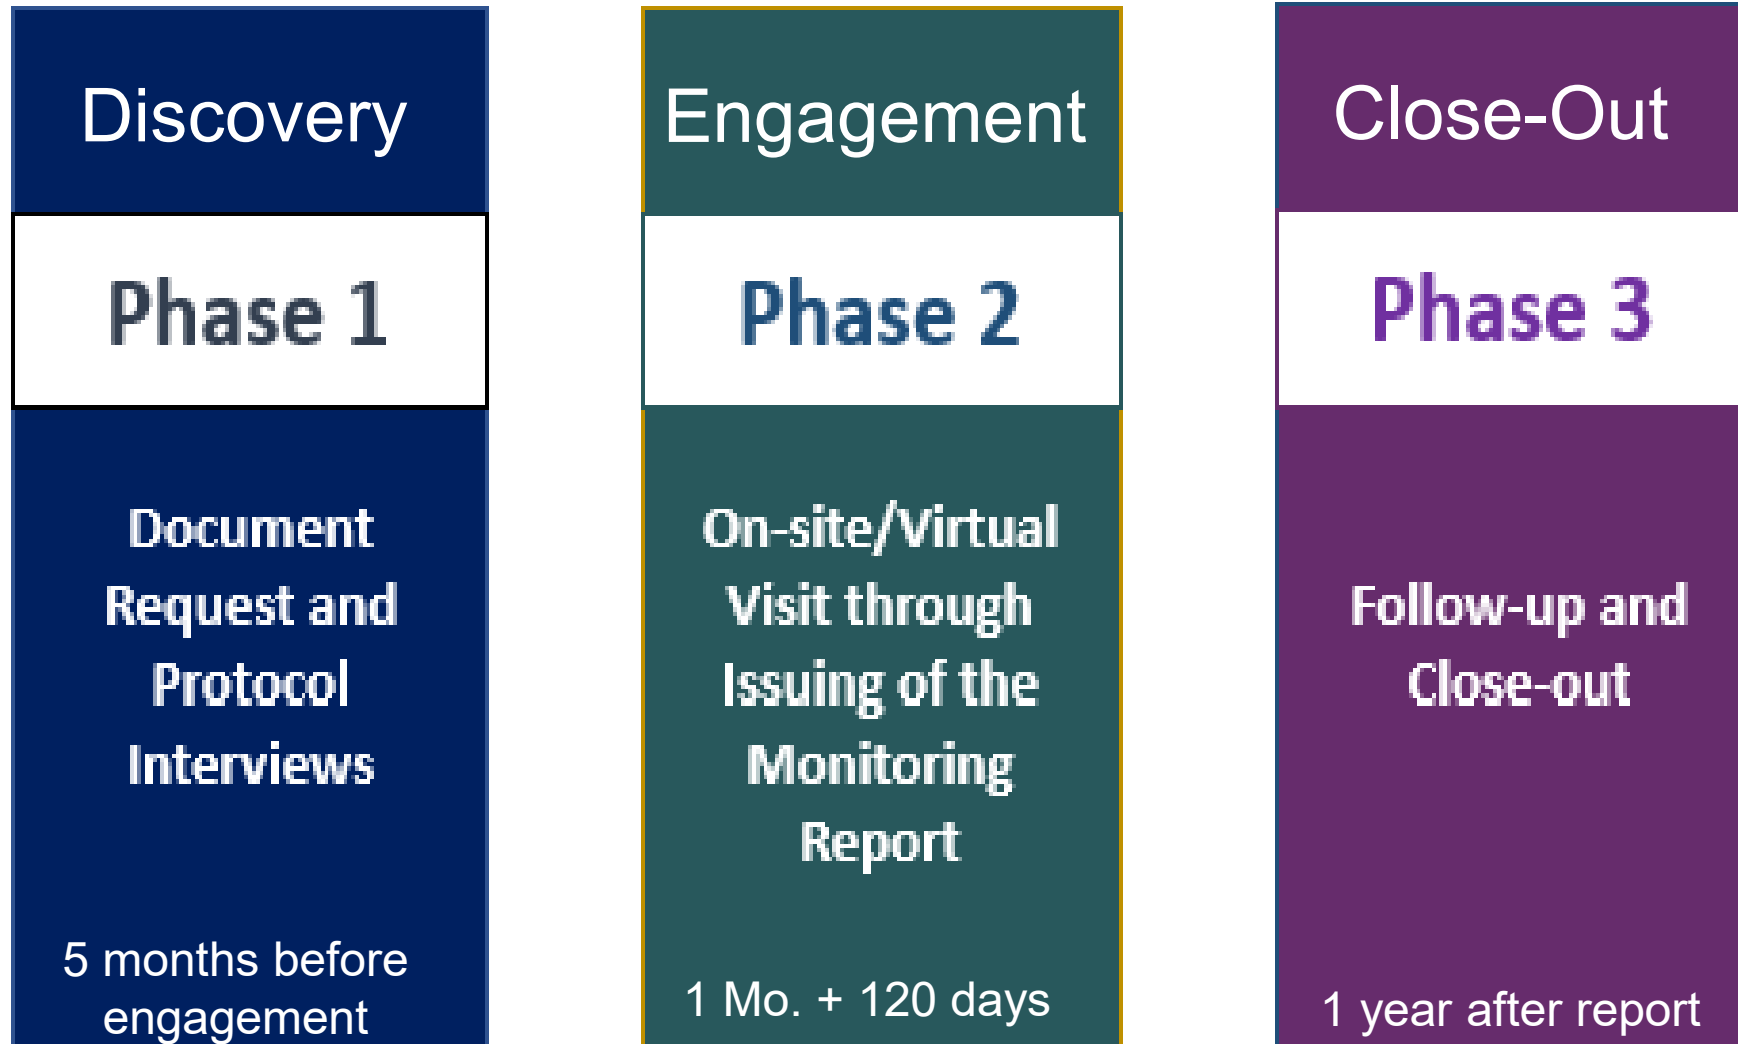 Discovery
Phase 1
Document
Request and
Protocol
Interviews
5 months before
engagement
Engagement
Phase 2
On-site/Virtual
Visit through
Issuing of the
Monitoring
Report
1 Mo. + 120 days
Close-Out
Phase 3
Follow-up and
Close-out
1 year after report